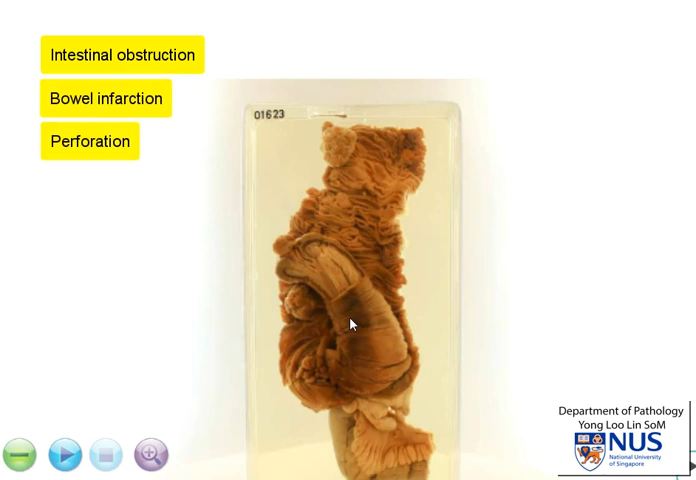 Intestinal obstruction
Bowel infarction
Perforation
01623
Department of Pathology
Yong Loo Lin SoM
NUS
National University
of Singapore